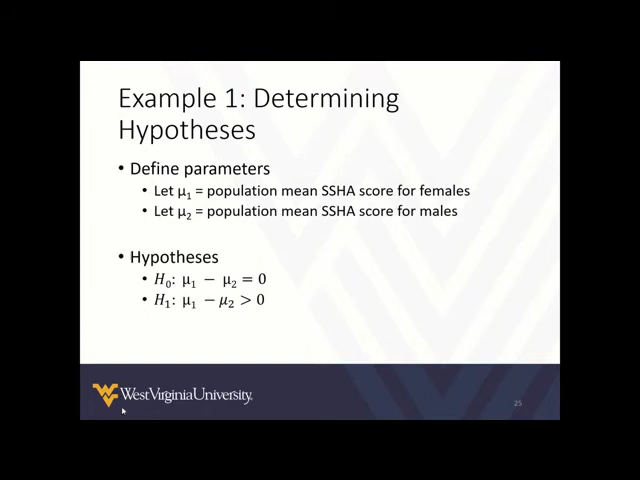 Example 1: Determining
Hypotheses
• Define parameters
• Let μ₁ = population mean SSHA score for females
• Let μ₂ = population mean SSHA score for males
• Hypotheses
• H₀: μ₁ − μ₂ = 0
• H₁: μ₁ − μ₂ > 0
WestVirginiaUniversity.
25